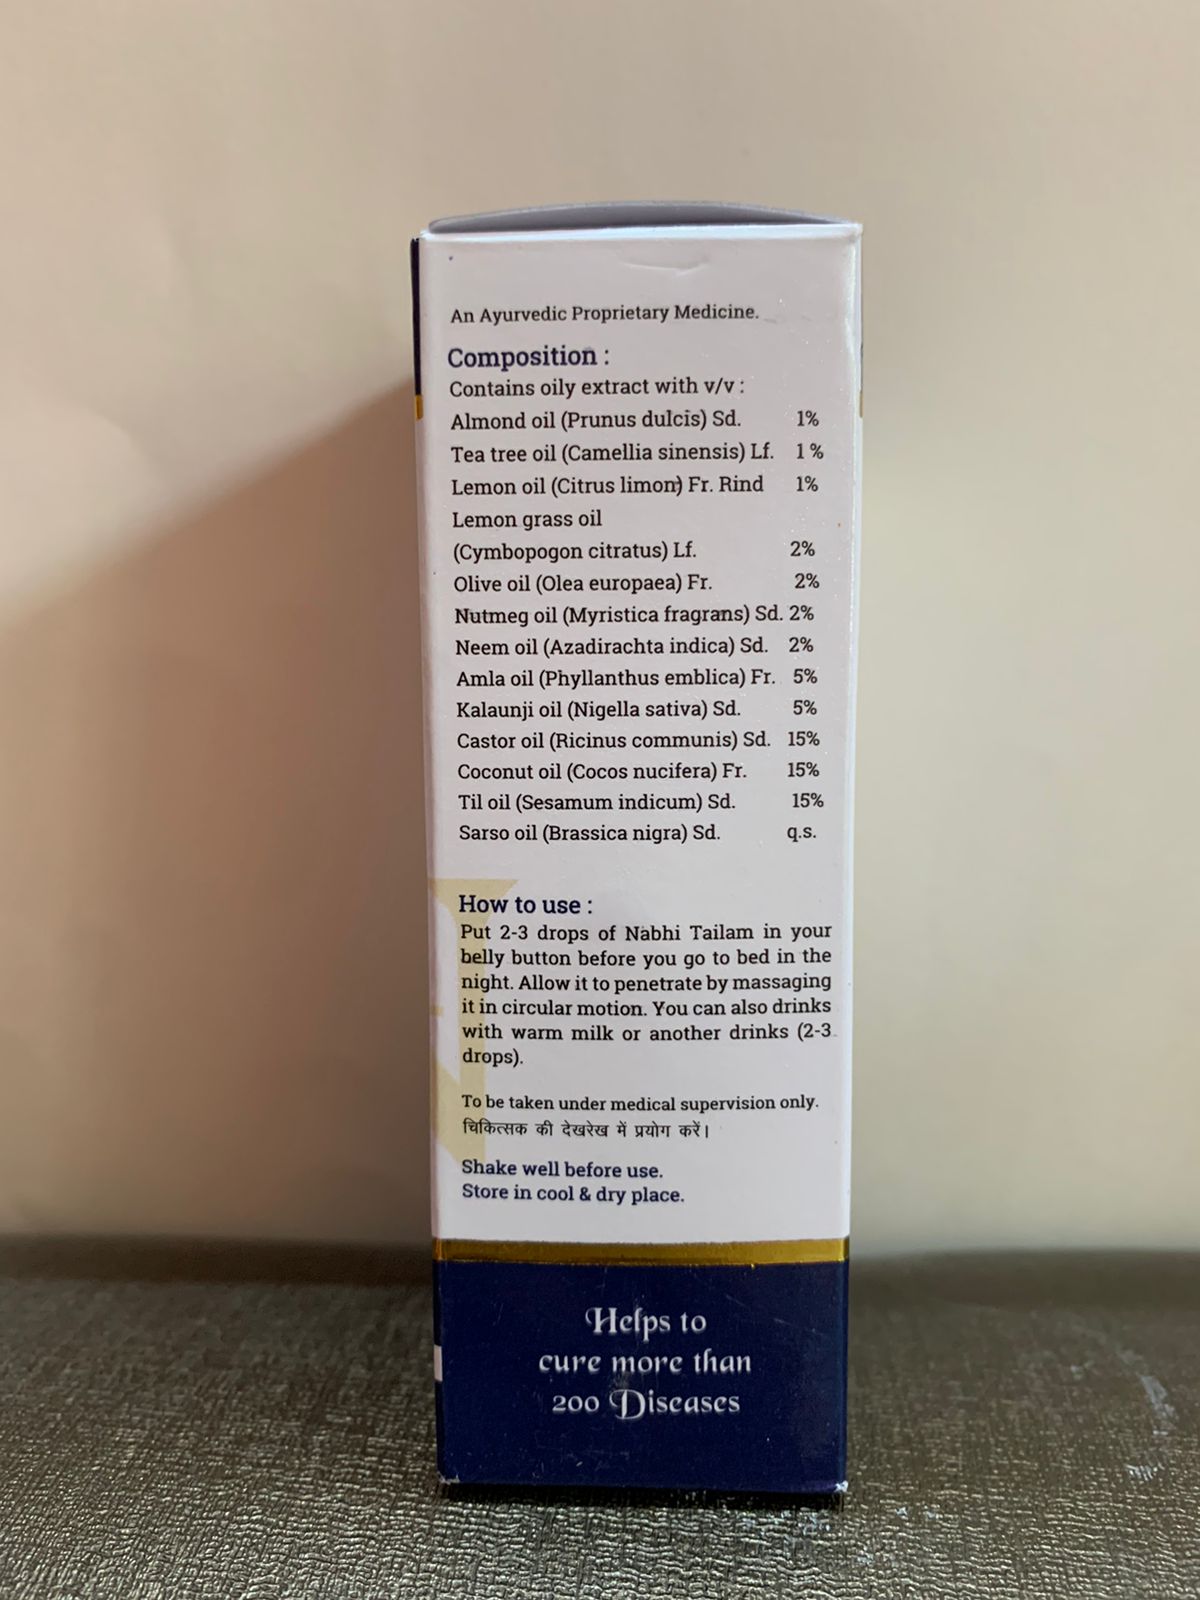 An Ayurvedic Proprietary Medicine.
Composition :
Contains oily extract with v/v :
Almond oil (Prunus dulcis) Sd. 1%
Tea tree oil (Camellia sinensis) Lf. 1 %
Lemon oil (Citrus limon) Fr. Rind 1%
Lemon grass oil
(Cymbopogon citratus) Lf. 2%
Olive oil (Olea europaea) Fr. 2%
Nutmeg oil (Myristica fragrans) Sd. 2%
Neem oil (Azadirachta indica) Sd. 2%
Amla oil (Phyllanthus emblica) Fr. 5%
Kalaunji oil (Nigella sativa) Sd. 5%
Castor oil (Ricinus communis) Sd. 15%
Coconut oil (Cocos nucifera) Fr. 15%
Til oil (Sesamum indicum) Sd. 15%
Sarso oil (Brassica nigra) Sd. q.s.
How to use :
Put 2-3 drops of Nabhi Tailam in your
belly button before you go to bed in the
night. Allow it to penetrate by massaging
it in circular motion. You can also drinks
with warm milk or another drinks (2-3
drops).
To be taken under medical supervision only.
चिकित्सक की देखरेख में प्रयोग करें।
Shake well before use.
Store in cool & dry place.
Helps to
cure more than
200 Diseases